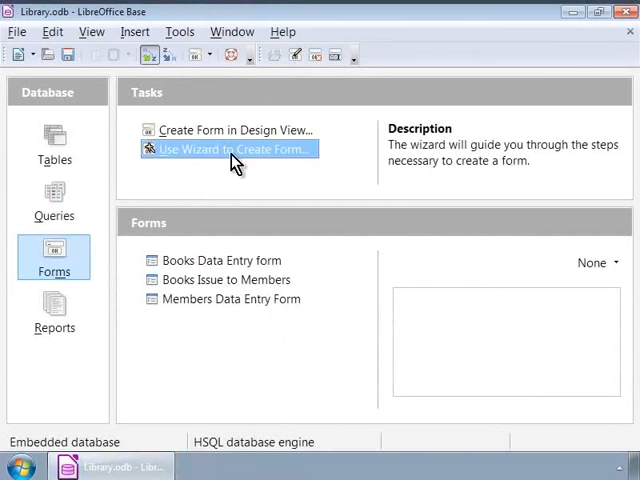 Library.odb - LibreOffice Base
File Edit View Insert Tools Window Help
Database
Tables
Queries
Forms
Reports
Tasks
Create Form in Design View...
Use Wizard to Create Form...
Description
The wizard will guide you through the steps
necessary to create a form.
Forms
Books Data Entry form
Books Issue to Members
Members Data Entry Form
None
Embedded database
HSQL database engine
Library.odb - Libr...